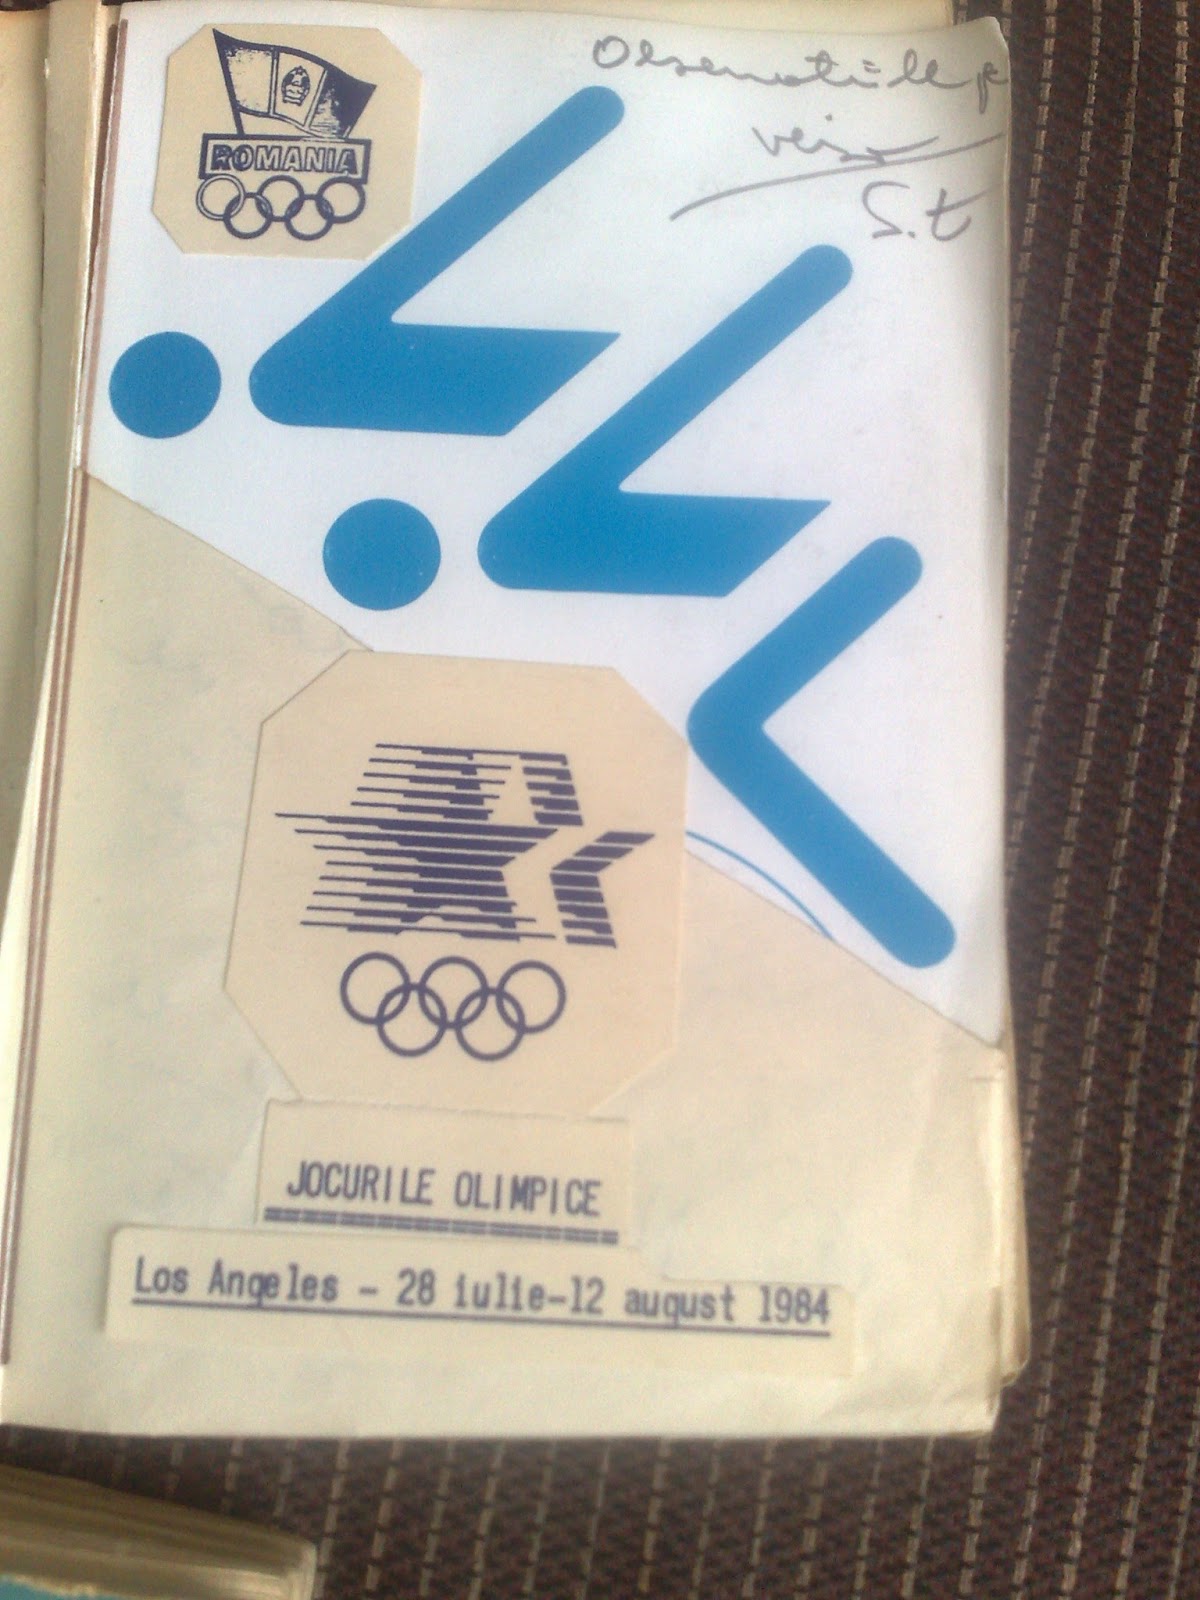 ROMANIA
S.t
JOCURILE OLIMPICE
Los Angeles - 28 iulie-12 august 1984